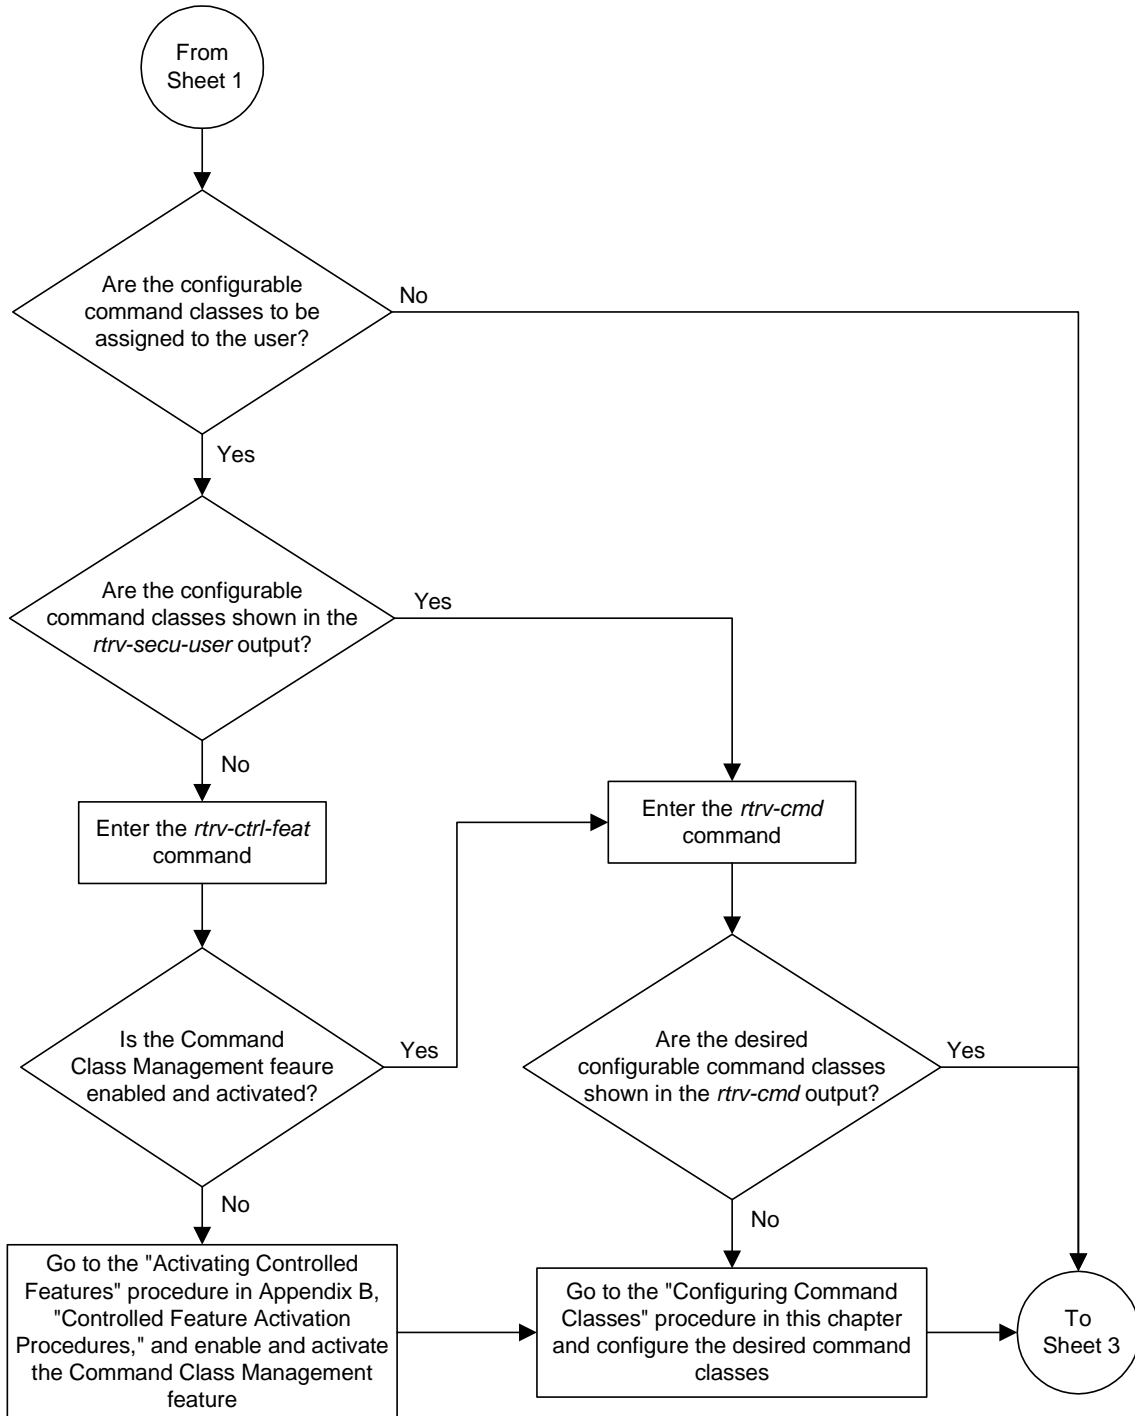 From
Sheet 1
Are the configurable
command classes to be
assigned to the user?
No
Yes
Are the configurable
command classes shown in the
rtrv-secu-user output?
Yes
No
Enter the rtrv-ctrl-feat
command
Enter the rtrv-cmd
command
Is the Command
Class Management feaure
enabled and activated?
Yes
Are the desired
configurable command classes
shown in the rtrv-cmd output?
Yes
No
No
Go to the "Activating Controlled
Features" procedure in Appendix B,
"Controlled Feature Activation
Procedures," and enable and activate
the Command Class Management
feature
Go to the "Configuring Command
Classes" procedure in this chapter
and configure the desired command
classes
To
Sheet 3